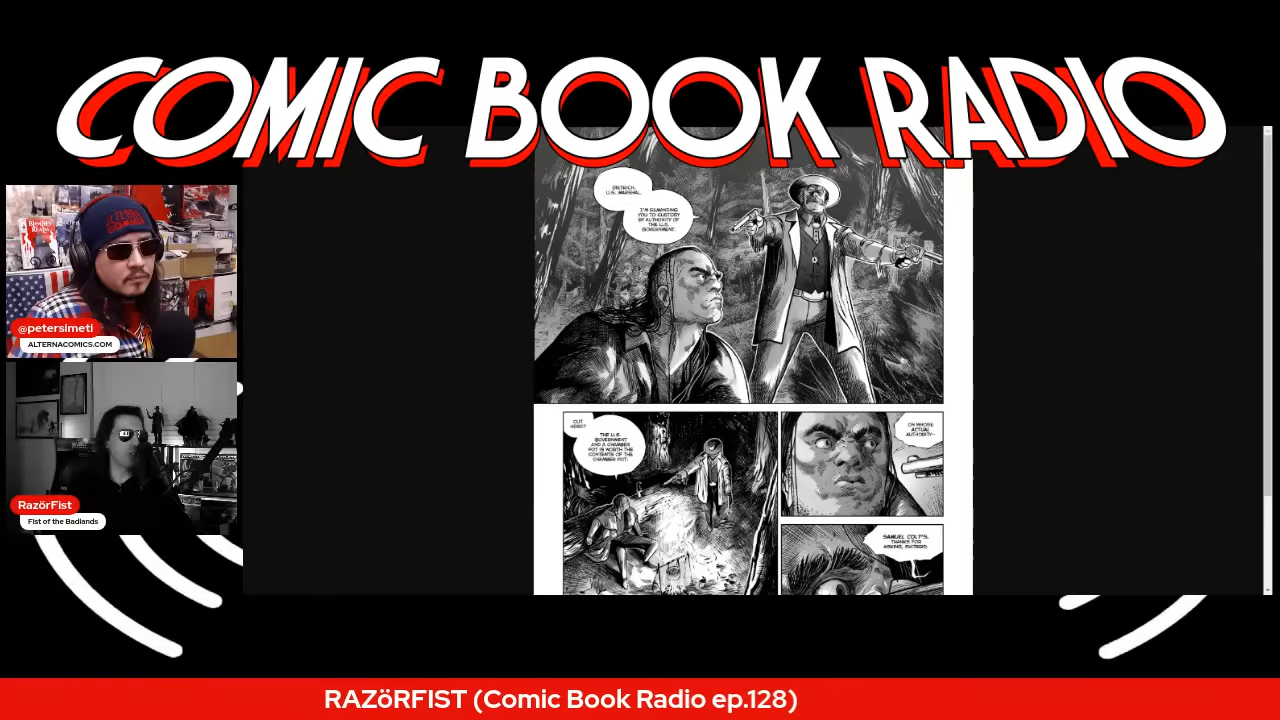 COMIC BOOK RADIO
@petersimeti
ALTERNACOMICS.COM
RazörFist
Fist of the Badlands
DIETRICH.
U.S. MARSHAL.
I'M REMANDING
YOU TO CUSTODY
BY AUTHORITY OF
THE U.S.
GOVERNMENT.
OUT
HERE?
THE U.S.
GOVERNMENT
AND A CHAMBER
POT IS WORTH THE
CONTENTS OF THE
CHAMBER POT.
ON WHOSE
ACTUAL
AUTHORITY--
SAMUEL COLT'S.
THANKS FOR
ASKING,
RAZöRFIST (Comic Book Radio ep.128)